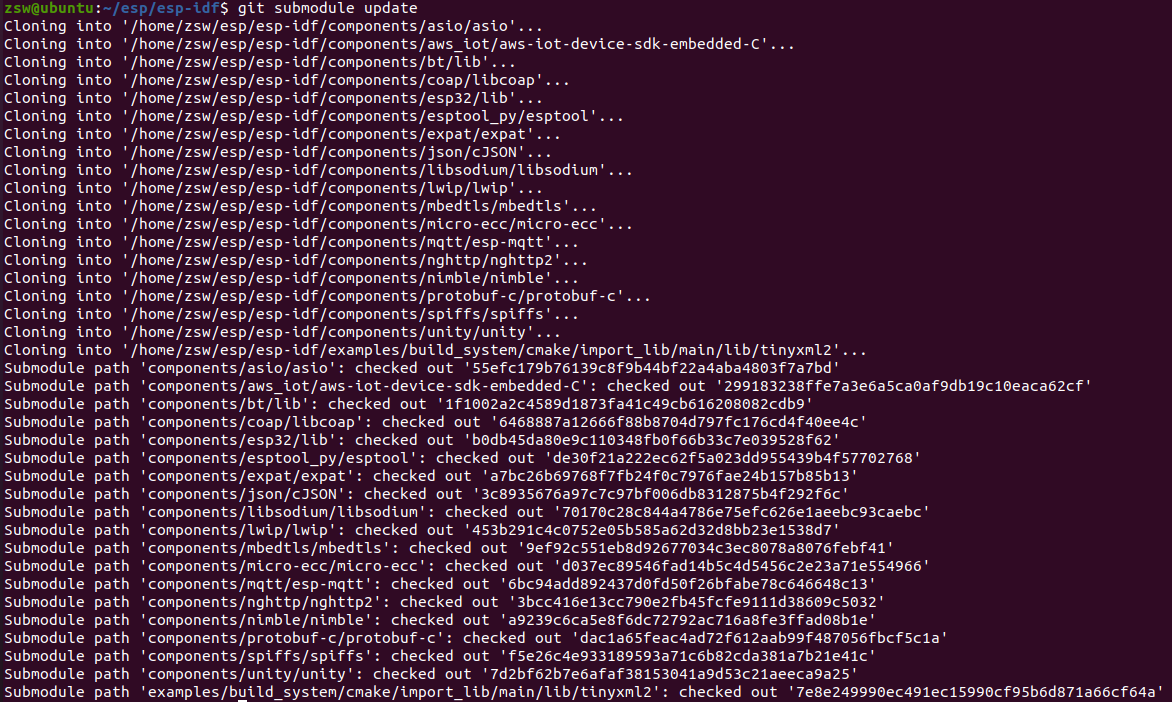 zsw@ubuntu:~/esp/esp-idf$ git submodule update
Cloning into '/home/zsw/esp/esp-idf/components/asio/asio'...
Cloning into '/home/zsw/esp/esp-idf/components/aws_iot/aws-iot-device-sdk-embedded-C'...
Cloning into '/home/zsw/esp/esp-idf/components/bt/lib'...
Cloning into '/home/zsw/esp/esp-idf/components/coap/libcoap'...
Cloning into '/home/zsw/esp/esp-idf/components/esp32/lib'...
Cloning into '/home/zsw/esp/esp-idf/components/esptool_py/esptool'...
Cloning into '/home/zsw/esp/esp-idf/components/expat/expat'...
Cloning into '/home/zsw/esp/esp-idf/components/json/cJSON'...
Cloning into '/home/zsw/esp/esp-idf/components/libsodium/libsodium'...
Cloning into '/home/zsw/esp/esp-idf/components/lwip/lwip'...
Cloning into '/home/zsw/esp/esp-idf/components/mbedtls/mbedtls'...
Cloning into '/home/zsw/esp/esp-idf/components/micro-ecc/micro-ecc'...
Cloning into '/home/zsw/esp/esp-idf/components/mqtt/esp-mqtt'...
Cloning into '/home/zsw/esp/esp-idf/components/nghttp/nghttp2'...
Cloning into '/home/zsw/esp/esp-idf/components/nimble/nimble'...
Cloning into '/home/zsw/esp/esp-idf/components/protobuf-c/protobuf-c'...
Cloning into '/home/zsw/esp/esp-idf/components/spiffs/spiffs'...
Cloning into '/home/zsw/esp/esp-idf/components/unity/unity'...
Cloning into '/home/zsw/esp/esp-idf/examples/build_system/cmake/import_lib/main/lib/tinyxml2'...
Submodule path 'components/asio/asio': checked out '55efc179b76139c8f9b44bf22a4aba4803f7a7bd'
Submodule path 'components/aws_iot/aws-iot-device-sdk-embedded-C': checked out '299183238ffe7a3e6a5ca0af9db19c10eaca62cf'
Submodule path 'components/bt/lib': checked out '1f1002a2c4589d1873fa41c49cb616208082cdb9'
Submodule path 'components/coap/libcoap': checked out '6468887a12666f88b8704d797fc176cd4f40ee4c'
Submodule path 'components/esp32/lib': checked out 'b0db45da80e9c110348fb0f66b33c7e039528f62'
Submodule path 'components/esptool_py/esptool': checked out 'de30f21a222ec62f5a023dd955439b4f57702768'
Submodule path 'components/expat/expat': checked out 'a7bc26b69768f7fb24f0c7976fae24b157b85b13'
Submodule path 'components/json/cJSON': checked out '3c8935676a97c7c97bf006db8312875b4f292f6c'
Submodule path 'components/libsodium/libsodium': checked out '70170c28c844a4786e75efc626e1aeebc93caebc'
Submodule path 'components/lwip/lwip': checked out '453b291c4c0752e05b585a62d32d8bb23e1538d7'
Submodule path 'components/mbedtls/mbedtls': checked out '9ef92c551eb8d92677034c3ec8078a8076febf41'
Submodule path 'components/micro-ecc/micro-ecc': checked out 'd037ec89546fad14b5c4d5456c2e23a71e554966'
Submodule path 'components/mqtt/esp-mqtt': checked out '6bc94add892437d0fd50f26bfabe78c646648c13'
Submodule path 'components/nghttp/nghttp2': checked out '3bcc416e13cc790e2fb45fcfe9111d38609c5032'
Submodule path 'components/nimble/nimble': checked out 'a9239c6ca5e8f6dc72792ac716a8fe3ffad08b1e'
Submodule path 'components/protobuf-c/protobuf-c': checked out 'dac1a65feac4ad72f612aab99f487056fbcf5c1a'
Submodule path 'components/spiffs/spiffs': checked out 'f5e26c4e933189593a71c6b82cda381a7b21e41c'
Submodule path 'components/unity/unity': checked out '7d2bf62b7e6afaf38153041a9d53c21aeeca9a25'
Submodule path 'examples/build_system/cmake/import_lib/main/lib/tinyxml2': checked out '7e8e249990ec491ec15990cf95b6d871a66cf64a'